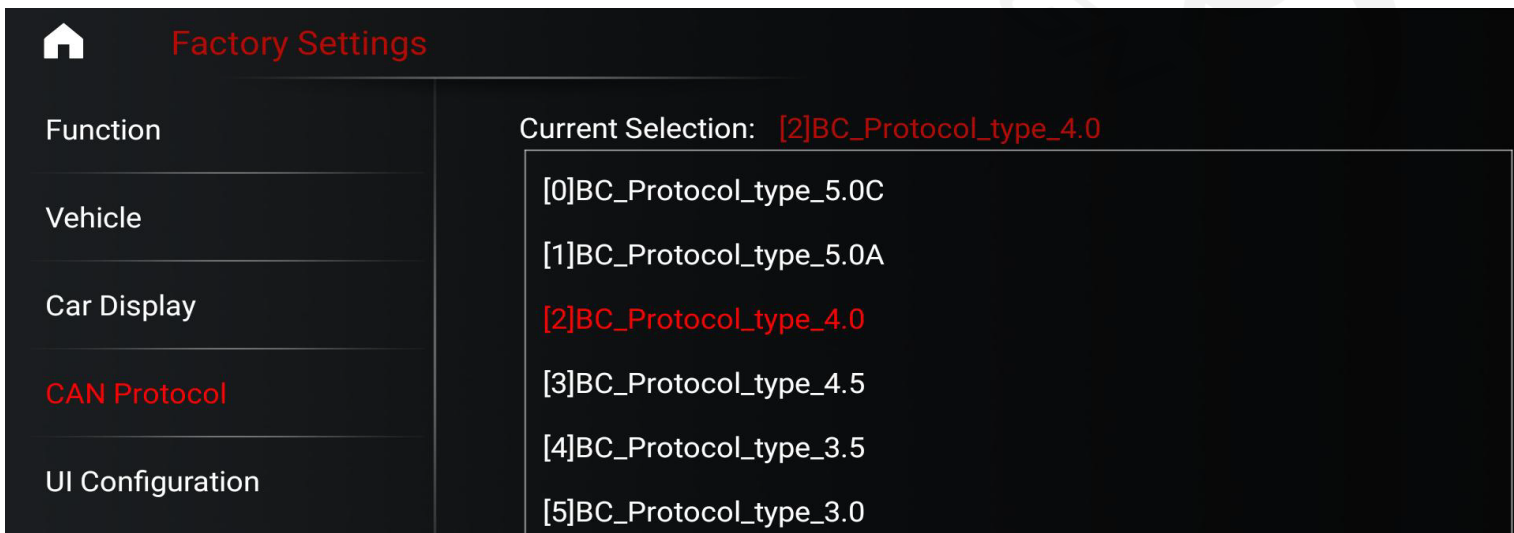 Factory Settings
Function
Vehicle
Car Display
CAN Protocol
UI Configuration
Current Selection: [2]BC_Protocol_type_4.0
[0]BC_Protocol_type_5.0C
[1]BC_Protocol_type_5.0A
[2]BC_Protocol_type_4.0
[3]BC_Protocol_type_4.5
[4]BC_Protocol_type_3.5
[5]BC_Protocol_type_3.0